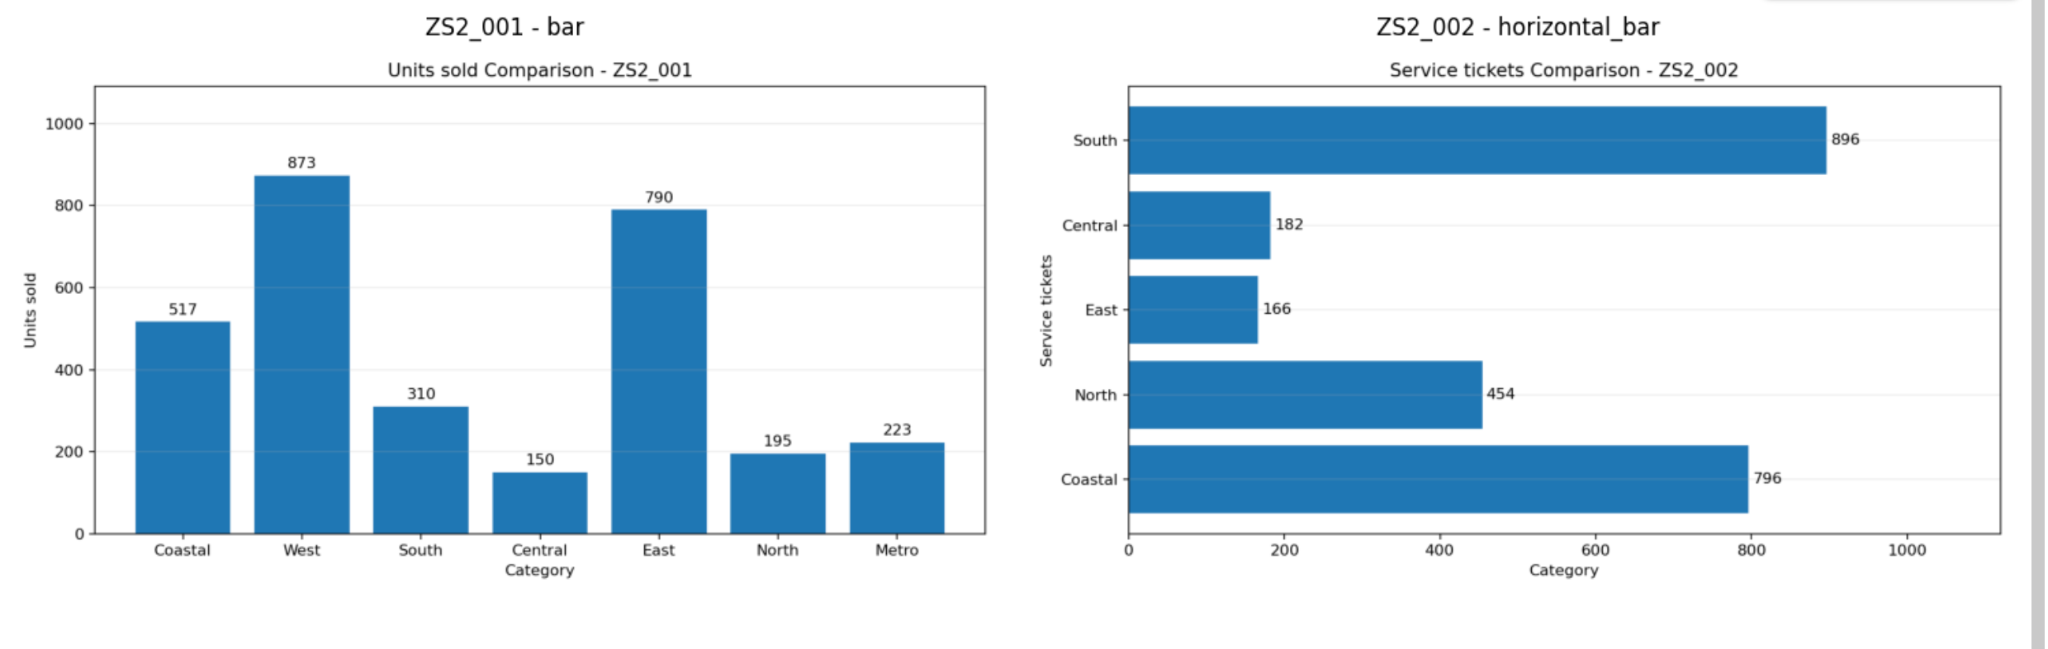 ZS2_001 - bar
Units sold Comparison - ZS2_001
1000
800
600
400
200
0
Units sold
517
873
310
150
790
195
223
Coastal West South Central East North Metro
Category
ZS2_002 - horizontal_bar
Service tickets Comparison - ZS2_002
Service tickets
South 896
Central 182
East 166
North 454
Coastal 796
0 200 400 600 800 1000
Category